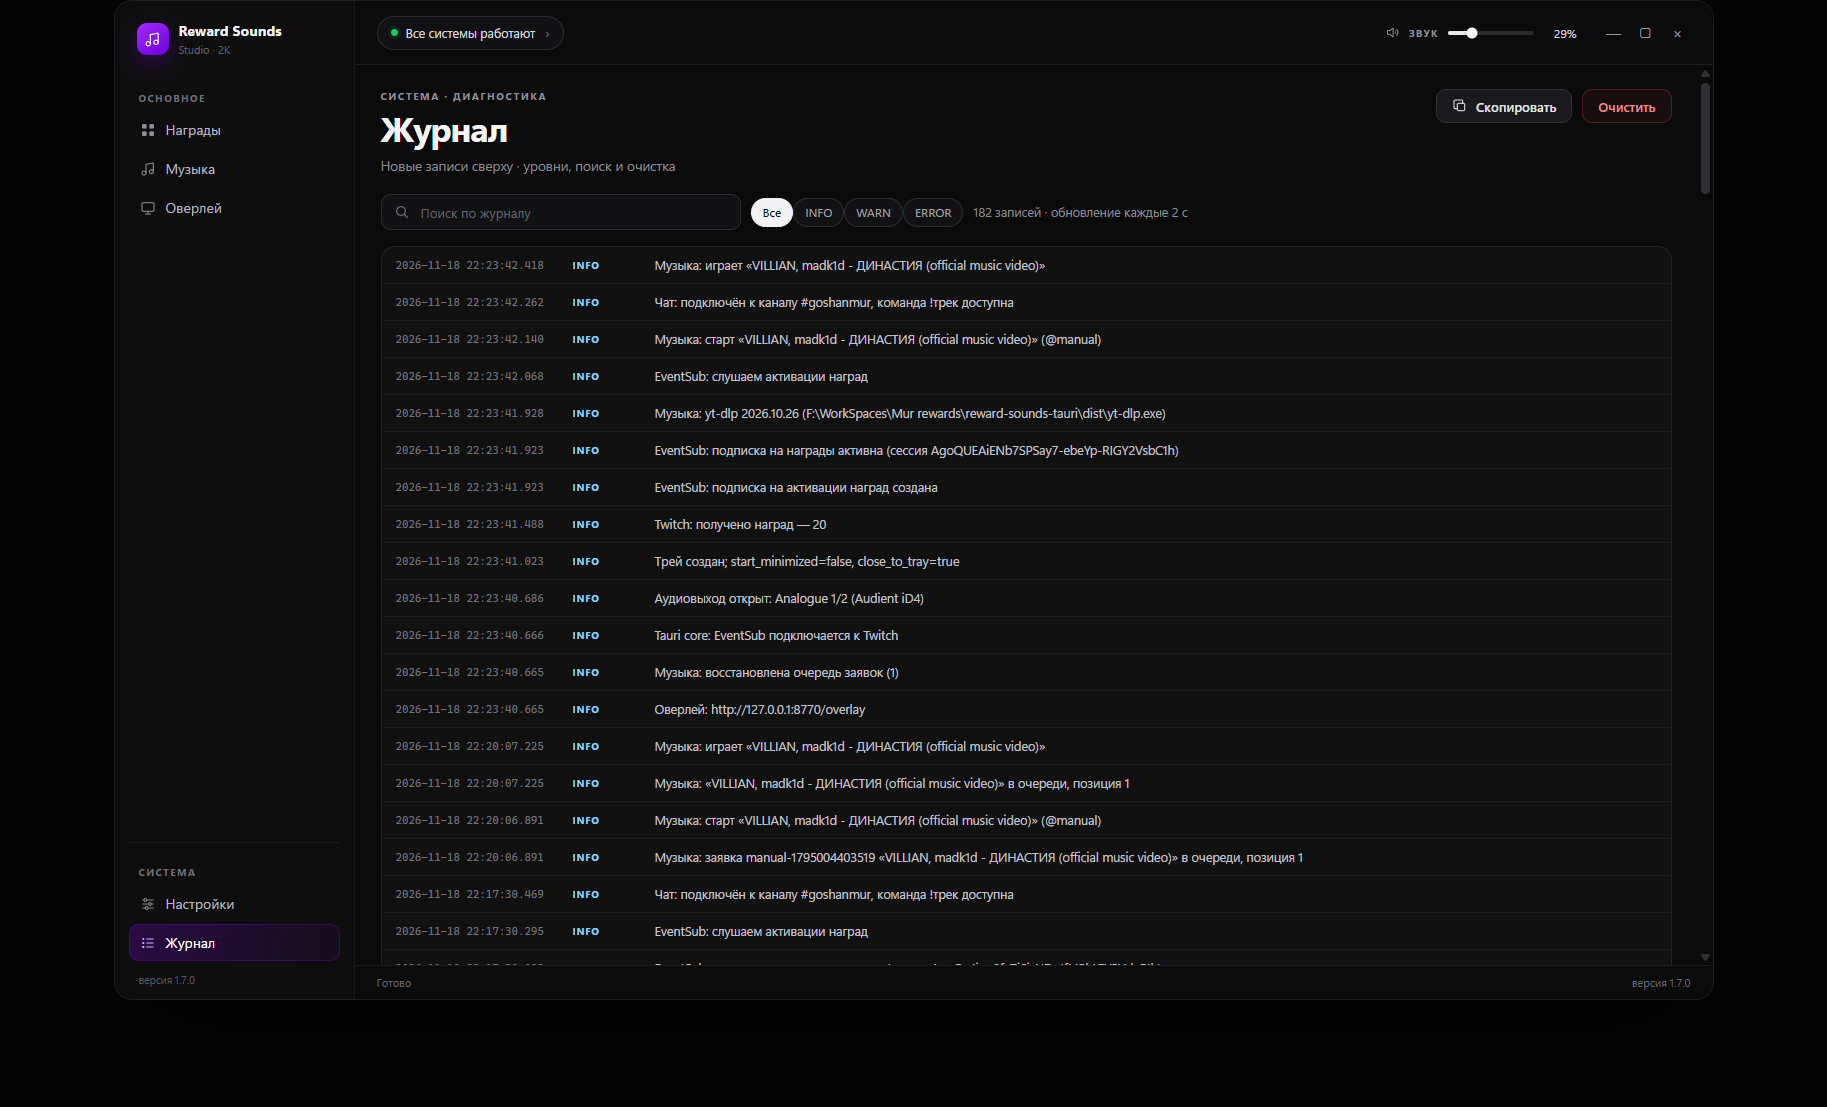 Reward Sounds
Studio · 2K
ОСНОВНОЕ
Награды
Музыка
Оверлей
СИСТЕМА
Настройки
Журнал
версия 1.7.0
Все системы работают ›
ЗВУК 29%
СИСТЕМА · ДИАГНОСТИКА
Журнал
Новые записи сверху · уровни, поиск и очистка
Скопировать
Очистить
Поиск по журналу
Все INFO WARN ERROR 182 записей · обновление каждые 2 с
2026-11-18 22:23:42.418 INFO Музыка: играет «VILLIAN, madk1d - ДИНАСТИЯ (official music video)»
2026-11-18 22:23:42.262 INFO Чат: подключён к каналу #goshanmur, команда !трек доступна
2026-11-18 22:23:42.140 INFO Музыка: старт «VILLIAN, madk1d - ДИНАСТИЯ (official music video)» (@manual)
2026-11-18 22:23:42.068 INFO EventSub: слушаем активации наград
2026-11-18 22:23:41.928 INFO Музыка: yt-dlp 2026.10.26 (F:\WorkSpaces\Mur rewards\reward-sounds-tauri\dist\yt-dlp.exe)
2026-11-18 22:23:41.923 INFO EventSub: подписка на награды активна (сессия AgoQUEAiENb7SPSay7-ebeYp-RIGY2VsbC1h)
2026-11-18 22:23:41.923 INFO EventSub: подписка на активации наград создана
2026-11-18 22:23:41.488 INFO Twitch: получено наград — 20
2026-11-18 22:23:41.023 INFO Трей создан; start_minimized=false, close_to_tray=true
2026-11-18 22:23:40.686 INFO Аудиовыход открыт: Analogue 1/2 (Audient iD4)
2026-11-18 22:23:40.666 INFO Tauri core: EventSub подключается к Twitch
2026-11-18 22:23:40.665 INFO Музыка: восстановлена очередь заявок (1)
2026-11-18 22:23:40.665 INFO Оверлей: http://127.0.0.1:8770/overlay
2026-11-18 22:20:07.225 INFO Музыка: играет «VILLIAN, madk1d - ДИНАСТИЯ (official music video)»
2026-11-18 22:20:07.225 INFO Музыка: «VILLIAN, madk1d - ДИНАСТИЯ (official music video)» в очереди, позиция 1
2026-11-18 22:20:06.891 INFO Музыка: старт «VILLIAN, madk1d - ДИНАСТИЯ (official music video)» (@manual)
2026-11-18 22:20:06.891 INFO Музыка: заявка manual-1795004403519 «VILLIAN, madk1d - ДИНАСТИЯ (official music video)» в очереди, позиция 1
2026-11-18 22:17:30.469 INFO Чат: подключён к каналу #goshanmur, команда !трек доступна
2026-11-18 22:17:30.295 INFO EventSub: слушаем активации наград
Готово
версия 1.7.0